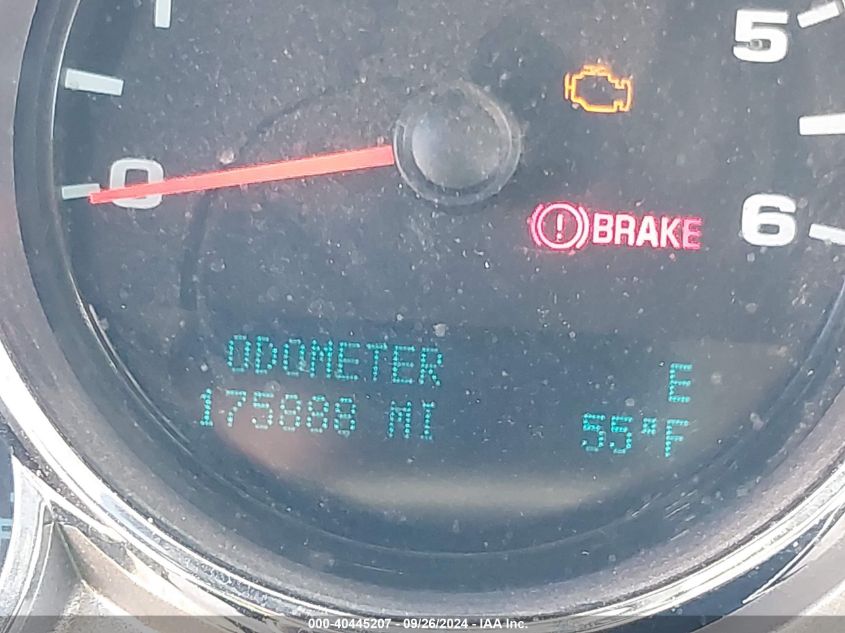 5
0
6
! BRAKE
ODOMETER E
175888 MI 55°F
000-40445207 - 09/26/2024 - IAA Inc.